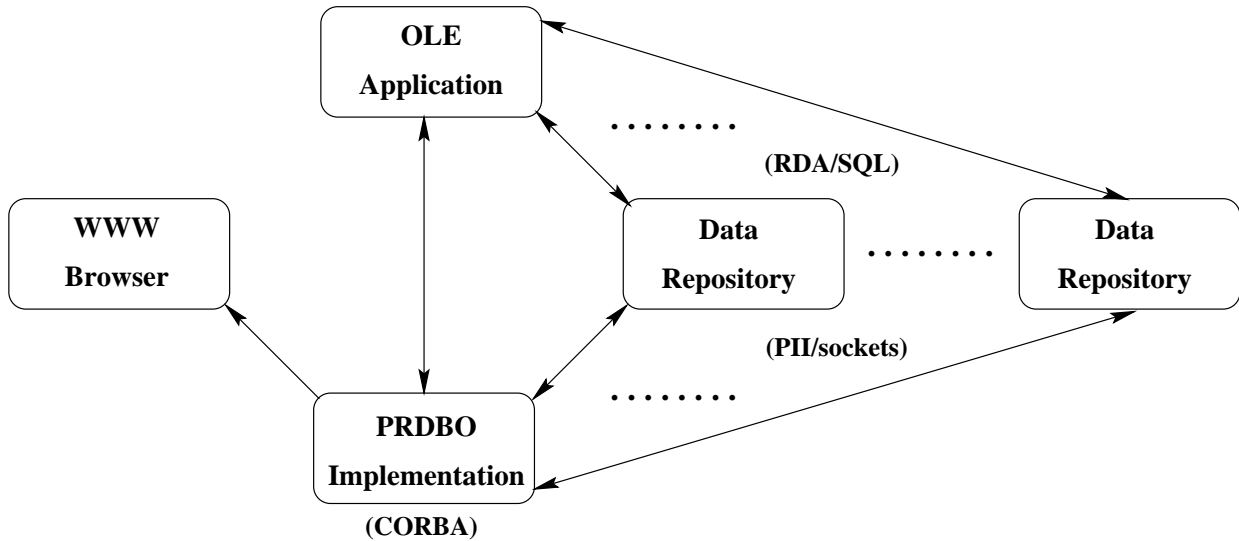 OLE
Application
(RDA/SQL)
WWW
Browser
Data
Repository
Data
Repository
(PII/sockets)
PRDBO
Implementation
(CORBA)